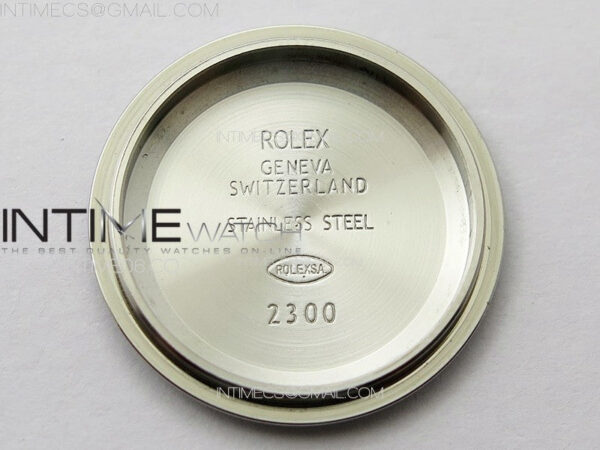 INTIMECS@GMAIL.COM
ROLEX
GENEVA
SWITZERLAND
INTIME WATCH
STAINLESS STEEL
THE BEST QUALITY WATCHES ON-LINE
ROLEXSA
2300
INTIMECS@GMAIL.COM